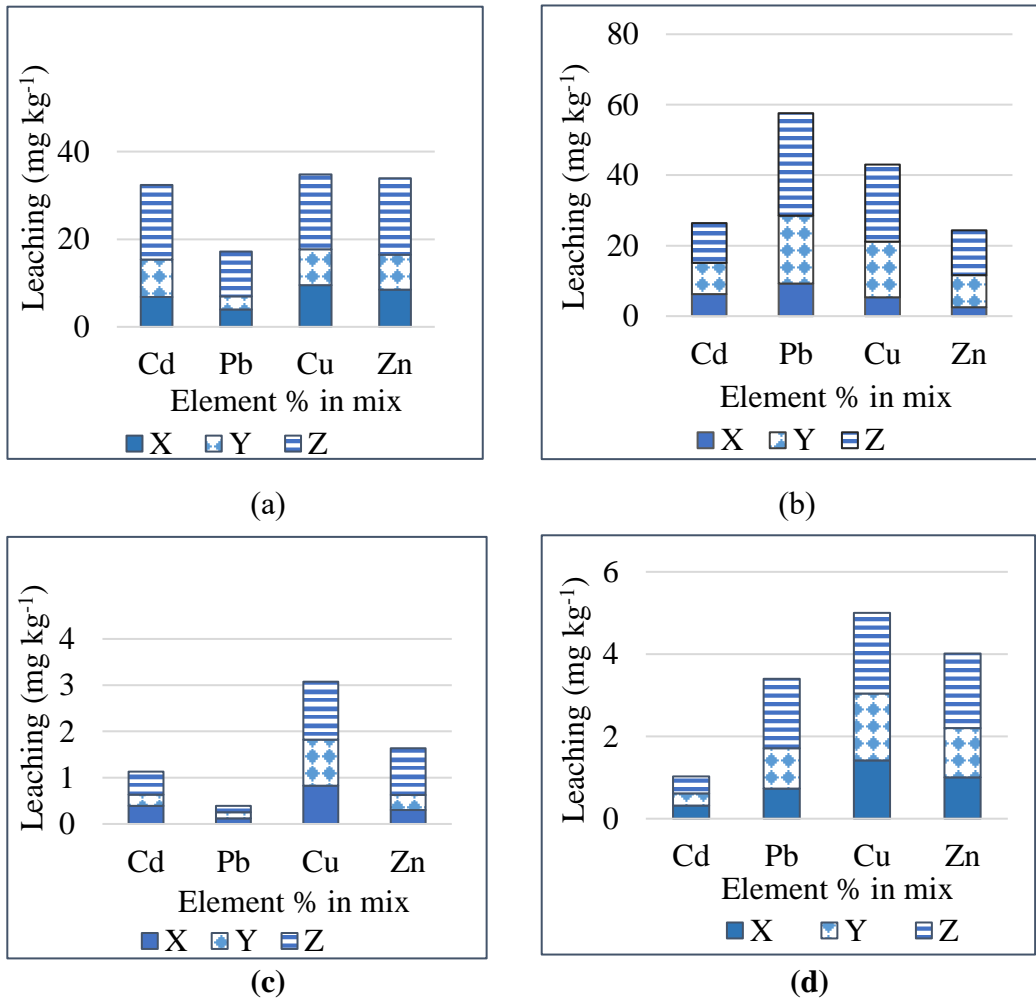 Leaching (mg kg⁻¹)
40
20
0
Cd Pb Cu Zn
Element % in mix
X Y Z
(a)
Leaching (mg kg⁻¹)
80
60
40
20
0
Cd Pb Cu Zn
Element % in mix
X Y Z
(b)
Leaching (mg kg⁻¹)
4
3
2
1
0
Cd Pb Cu Zn
Element % in mix
X Y Z
(c)
Leaching (mg kg⁻¹)
6
4
2
0
Cd Pb Cu Zn
Element % in mix
X Y Z
(d)